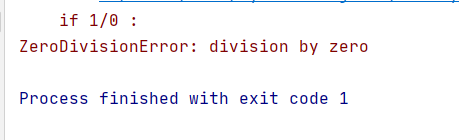 if 1/0 :
ZeroDivisionError: division by zero
Process finished with exit code 1